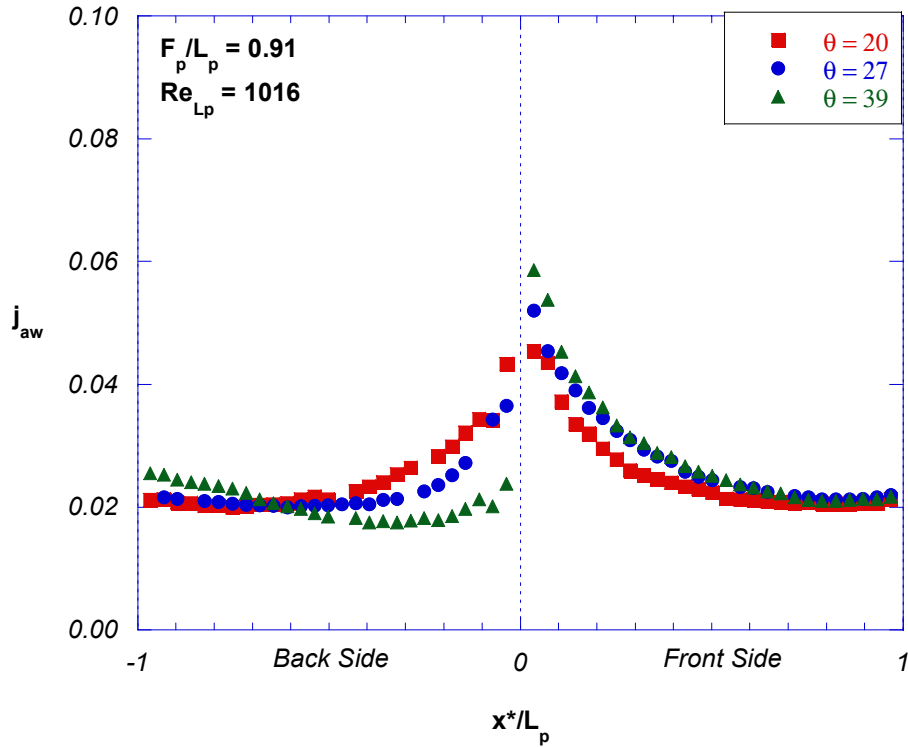 F_p/L_p = 0.91
Re_Lp = 1016
θ = 20
θ = 27
θ = 39
0.10
0.08
0.06
j_aw
0.04
0.02
0.00
-1 Back Side 0 Front Side 1
x*/L_p